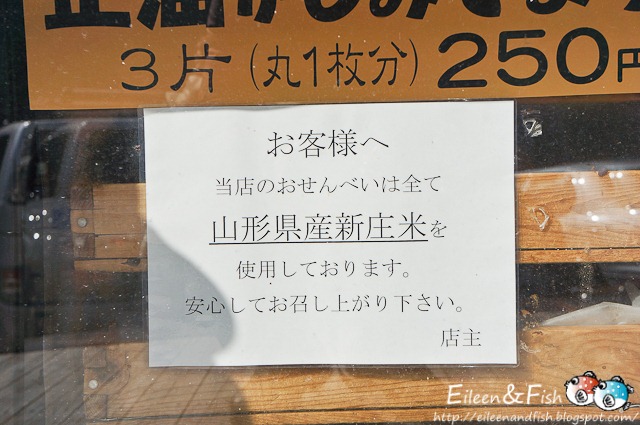 3片（丸1枚分）250円
お客様へ
当店のおせんべいは全て
山形県産新庄米を
使用しております。
安心してお召し上がり下さい。
店主
Eileen&Fish
http://eileenandfish.blogspot.com